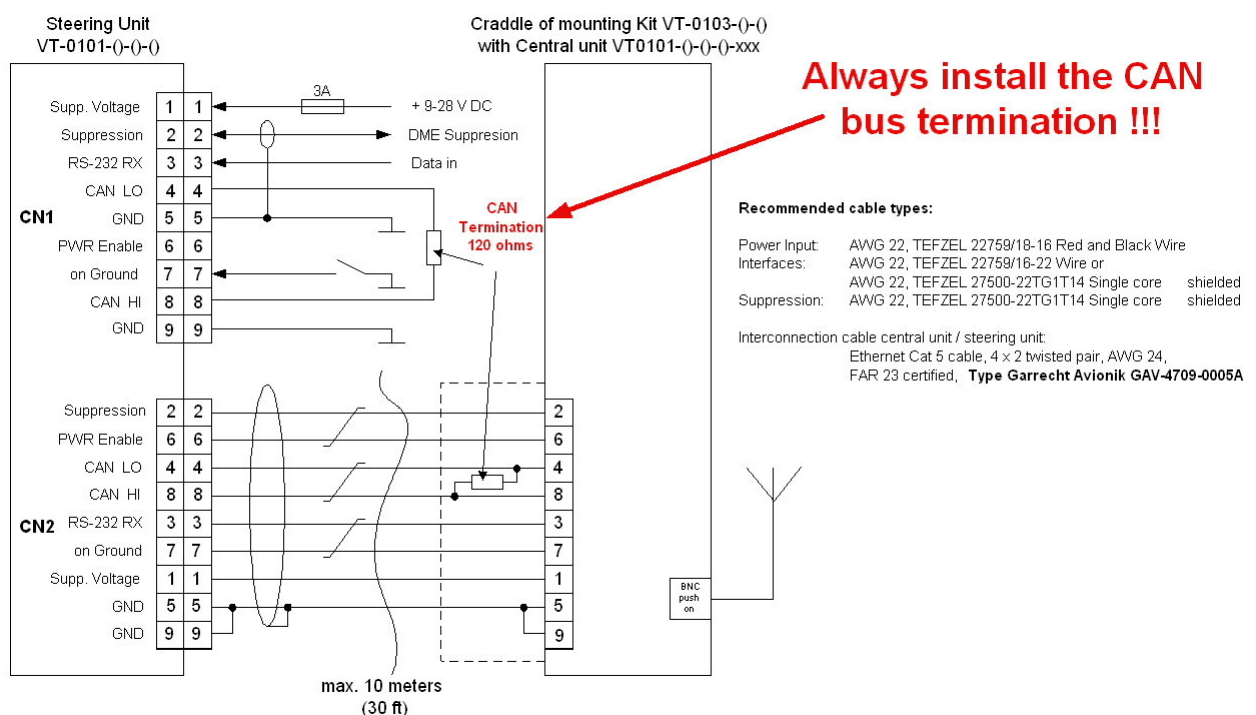 Steering Unit
VT-0101-()-()-()
Craddle of mounting Kit VT-0103-()-()
with Central unit VT0101-()-()-()-xxx
Always install the CAN
bus termination !!!
Supp. Voltage 1 1 3A + 9-28 V DC
Suppression 2 2 DME Suppresion
RS-232 RX 3 3 Data in
CAN LO 4 4
CN1 GND 5 5
PWR Enable 6 6
on Ground 7 7
CAN HI 8 8
GND 9 9
CAN
Termination
120 ohms
Recommended cable types:
Power Input: AWG 22, TEFZEL 22759/18-16 Red and Black Wire
Interfaces: AWG 22, TEFZEL 22759/16-22 Wire or
AWG 22, TEFZEL 27500-22TG1T14 Single core shielded
Suppression: AWG 22, TEFZEL 27500-22TG1T14 Single core shielded
Interconnection cable central unit / steering unit:
Ethernet Cat 5 cable, 4 x 2 twisted pair, AWG 24,
FAR 23 certified, Type Garrecht Avionik GAV-4709-0005A
Suppression 2 2 2
PWR Enable 6 6 6
CAN LO 4 4 4
CAN HI 8 8 8
CN2 RS-232 RX 3 3 3
on Ground 7 7 7
Supp. Voltage 1 1 1
GND 5 5 5
GND 9 9 9
BNC
push
on
max. 10 meters
(30 ft)